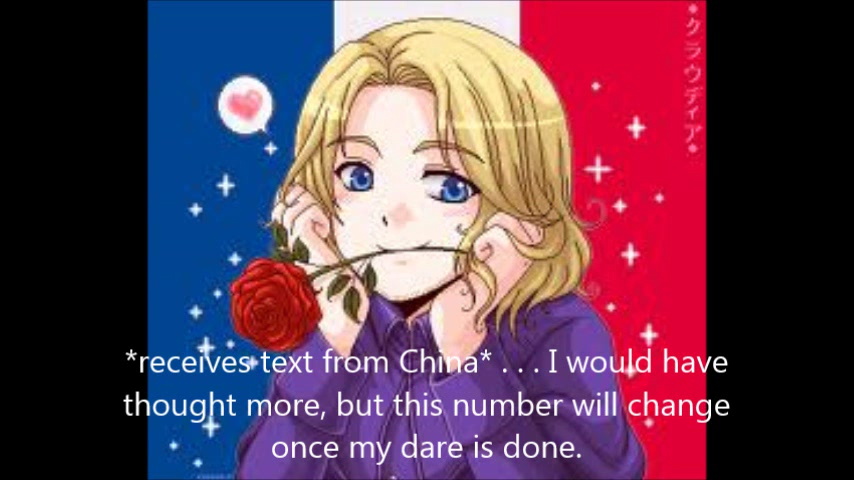 *クラウディア*
*receives text from China* . . . I would have
thought more, but this number will change
once my dare is done.